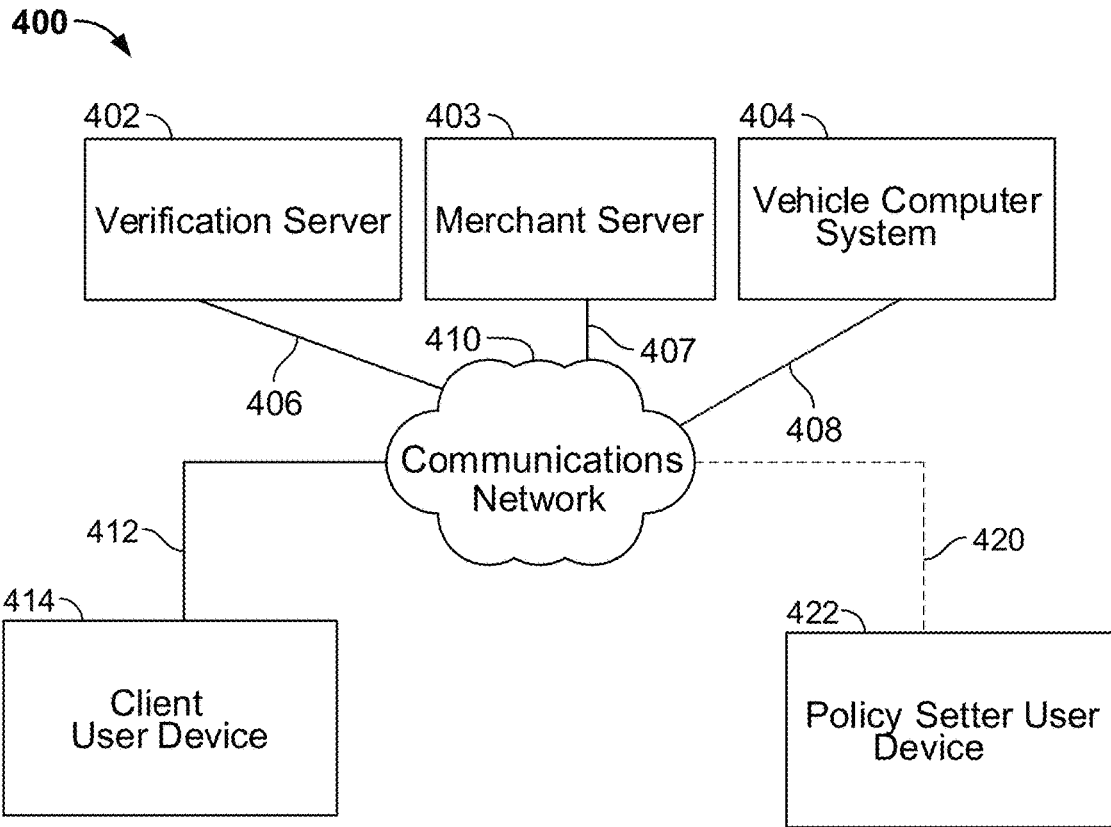 400
402
403
404
Verification Server
Merchant Server
Vehicle Computer
System
410
407
406
408
Communications
Network
412
420
414
422
Client
User Device
Policy Setter User
Device